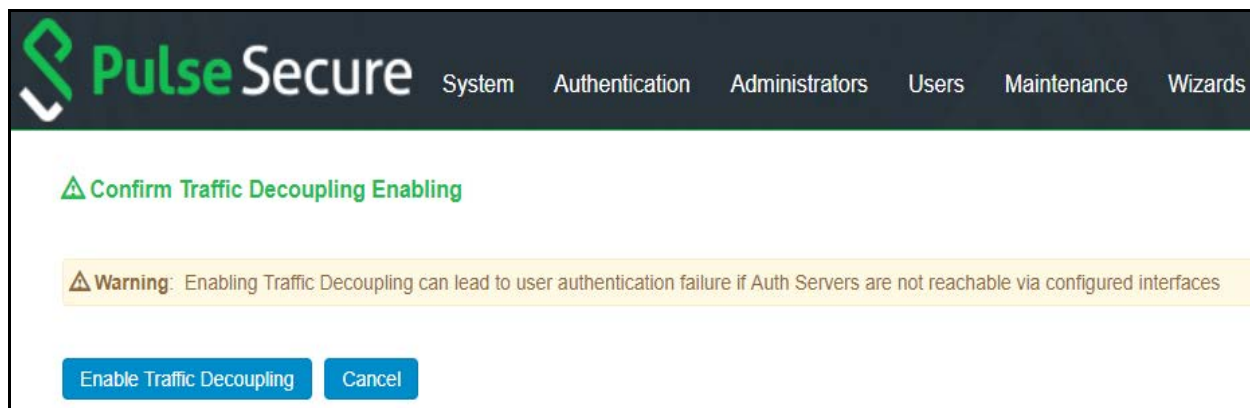 Pulse Secure System Authentication Administrators Users Maintenance Wizards
Confirm Traffic Decoupling Enabling
Warning: Enabling Traffic Decoupling can lead to user authentication failure if Auth Servers are not reachable via configured interfaces
Enable Traffic Decoupling Cancel